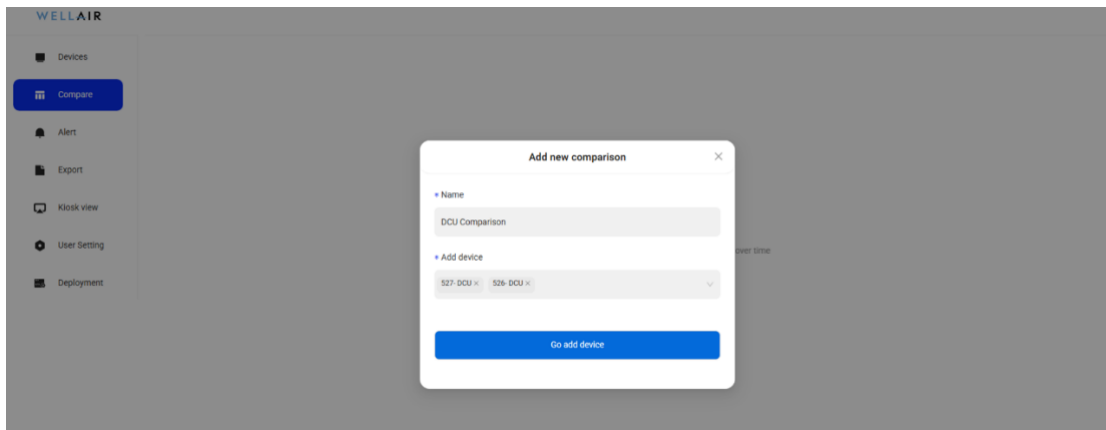 WELLAIR
Devices
Compare
Alert
Export
Kiosk view
User Setting
Deployment
Add new comparison
* Name
DCU Comparison
* Add device
527- DCU × 526- DCU ×
over time
Go add device